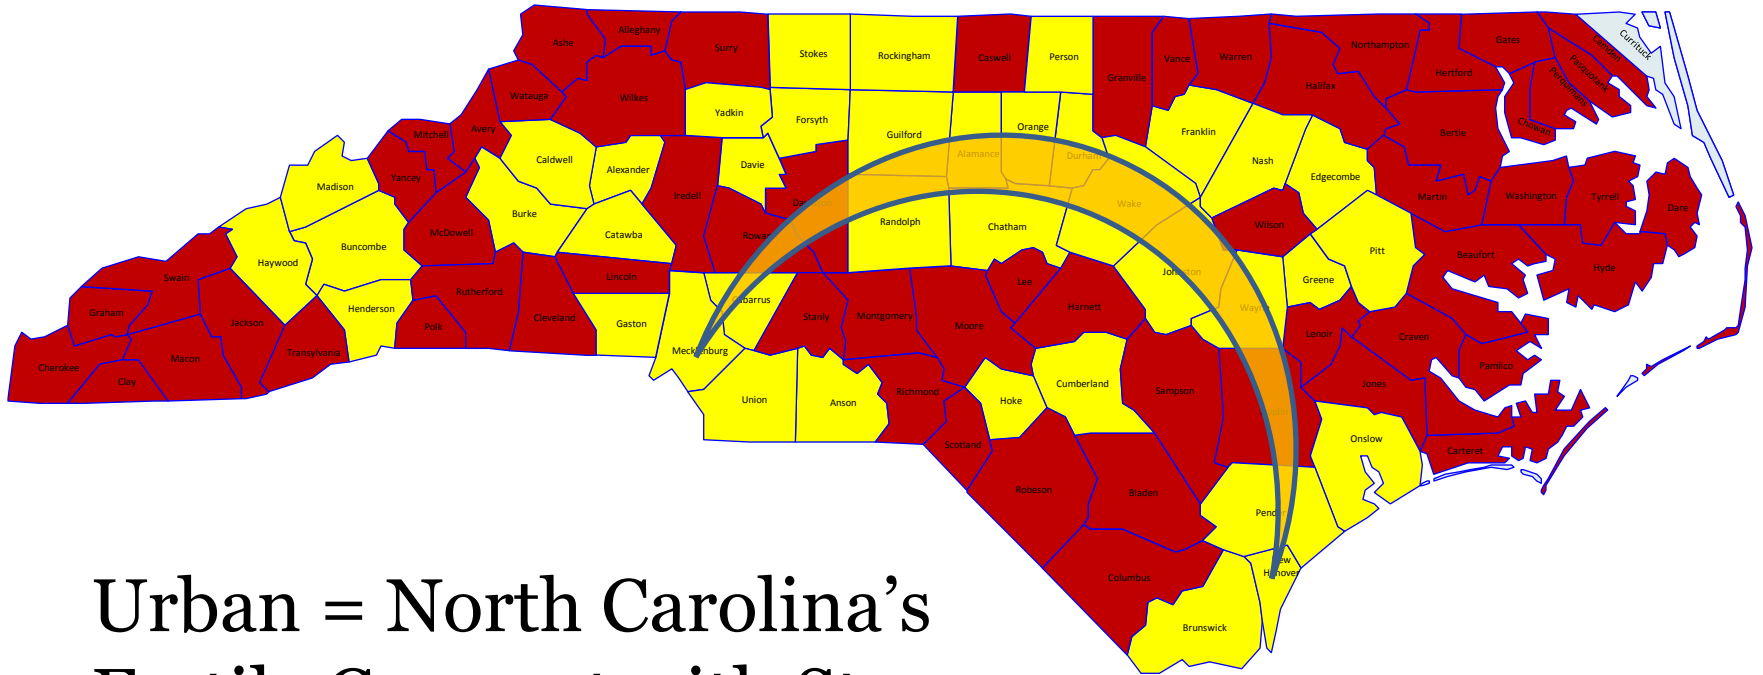 Ashe
Alleghany
Surry
Stokes
Rockingham
Caswell
Person
Granville
Vance
Warren
Northampton
Gates
Camden
Currituck
Hertford
Pasquotank
Perquimans
Halifax
Watauga
Wilkes
Yadkin
Forsyth
Guilford
Alamance
Orange
Durham
Franklin
Bertie
Chowan
Mitchell
Avery
Caldwell
Alexander
Davie
Nash
Edgecombe
Madison
Yancey
Iredell
Martin
Washington
Tyrrell
Dare
Burke
Catawba
Rowan
Randolph
Chatham
Wake
Wilson
Buncombe
McDowell
Haywood
Pitt
Beaufort
Hyde
Swain
Lincoln
Rutherford
Lee
Johnston
Greene
Henderson
Graham
Jackson
Polk
Cleveland
Gaston
Cabarrus
Stanly
Montgomery
Moore
Harnett
Wayne
Lenoir
Craven
Pamlico
Cherokee
Macon
Clay
Transylvania
Mecklenburg
Union
Anson
Richmond
Hoke
Cumberland
Sampson
Jones
Scotland
Onslow
Carteret
Robeson
Bladen
Pender
Columbus
New
Hanover
Brunswick
Urban = North Carolina’s